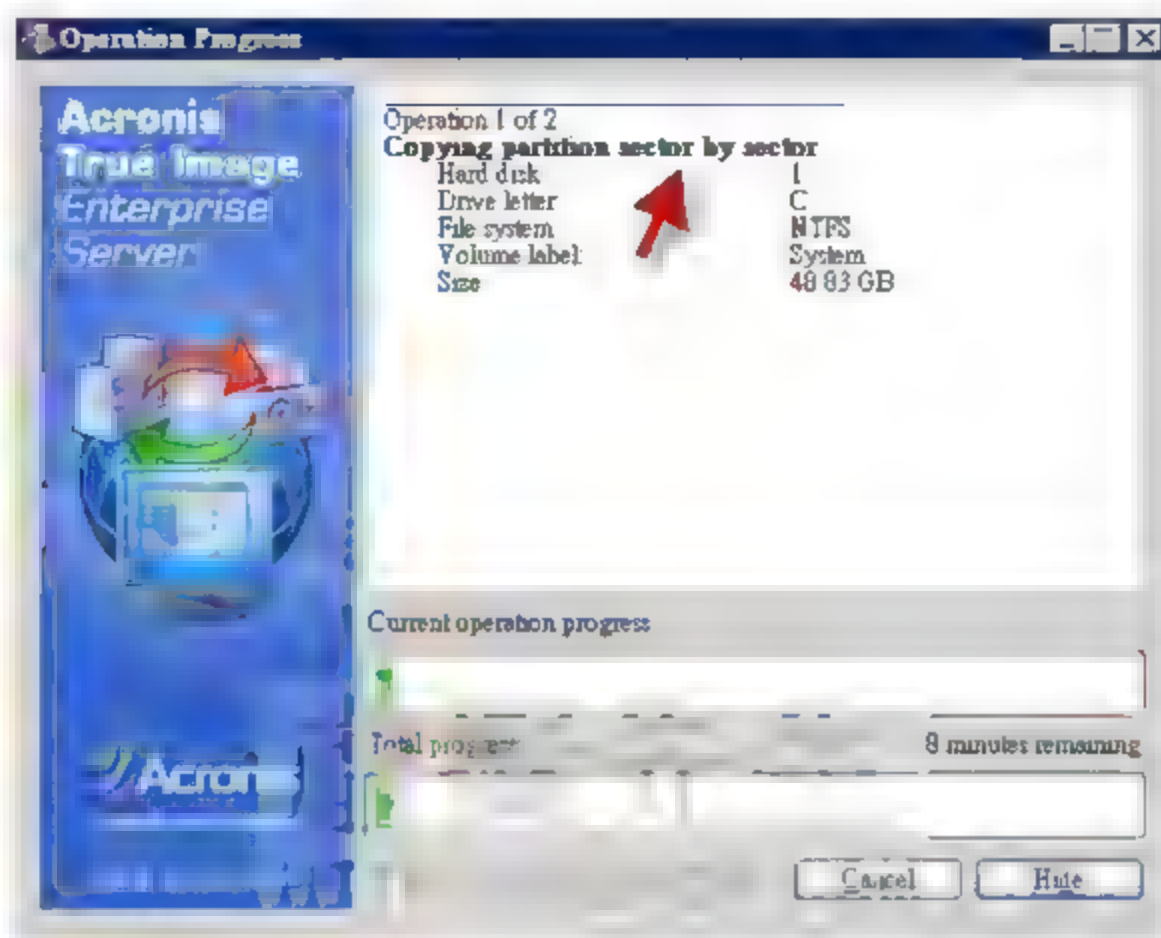 Operation Progress
Acronis
True Image
Enterprise
Server
Operation 1 of 2
Copying partition sector by sector
Hard disk 1
Drive letter C
File system NTFS
Volume label: System
Size 48.83 GB
Current operation progress
Total progress 8 minutes remaining
Acronis
Cancel Hide